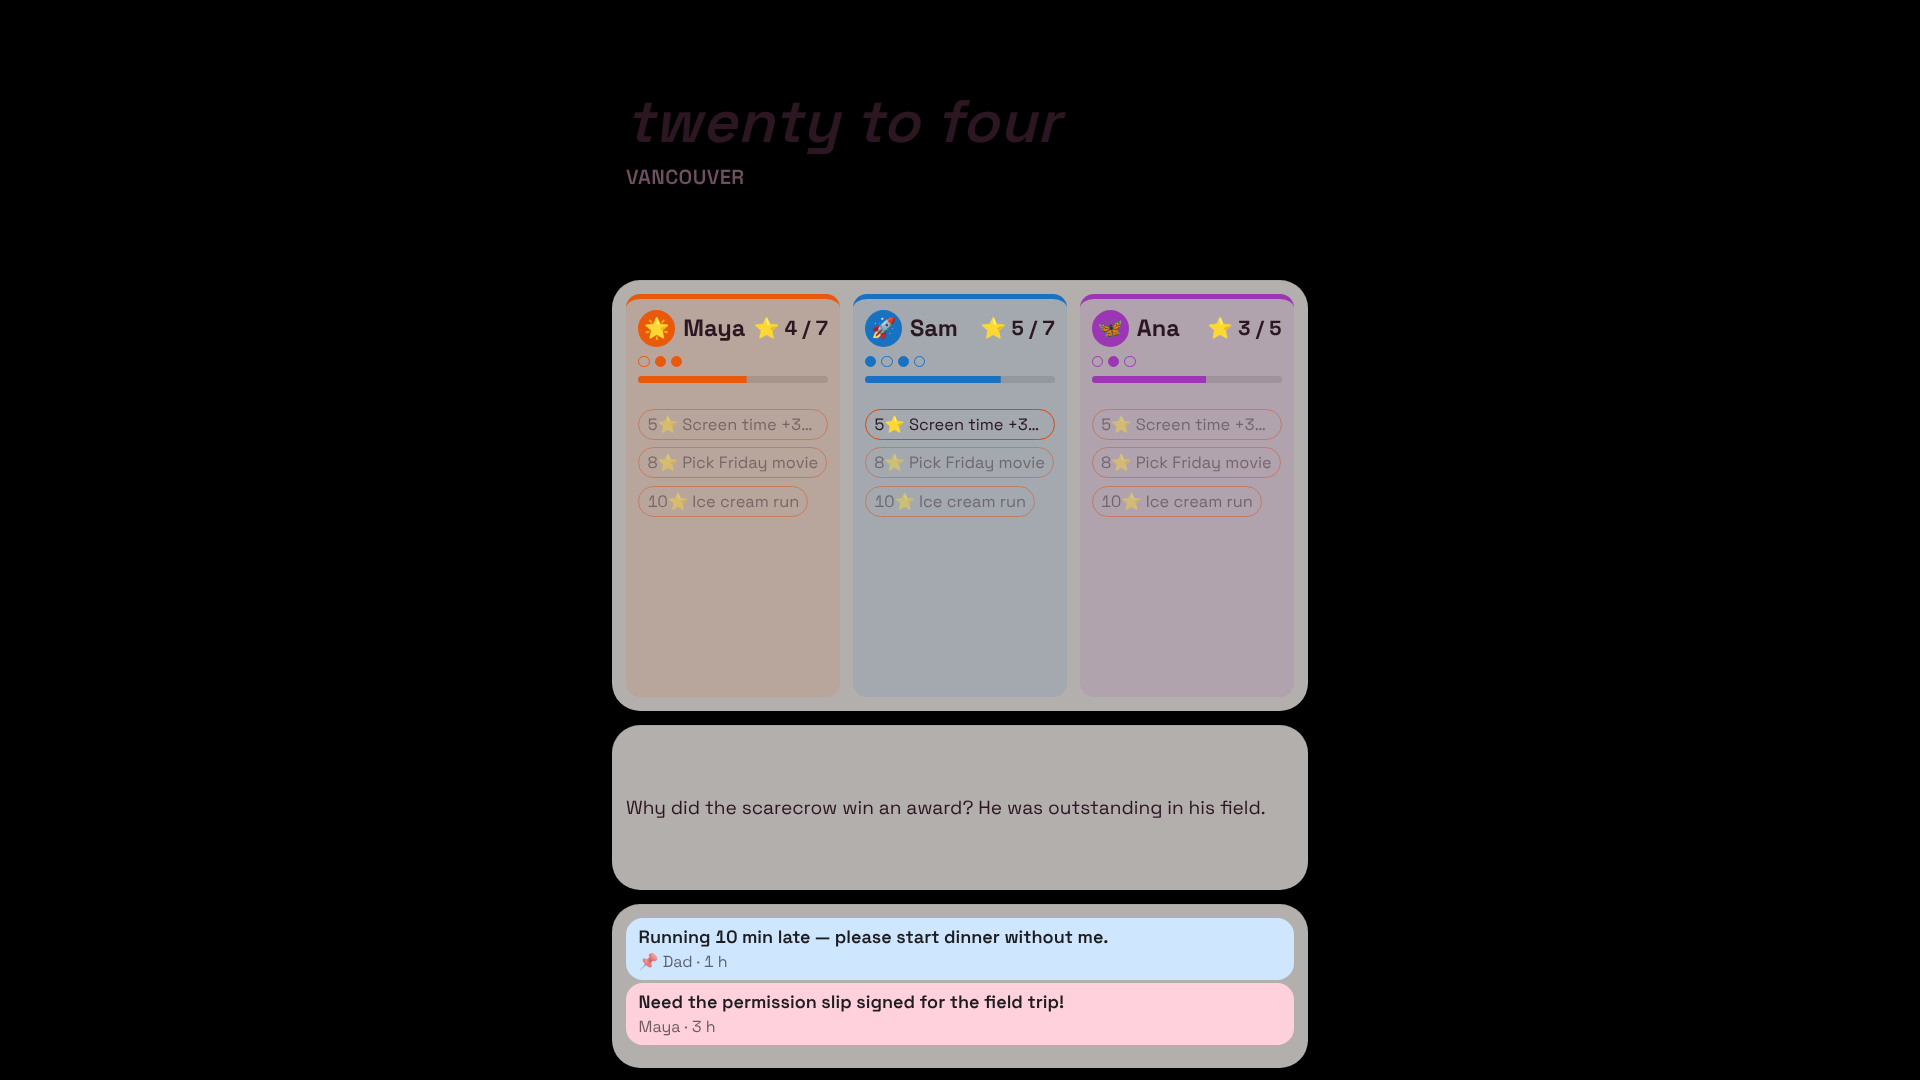 twenty to four
VANCOUVER
Maya ⭐ 4 / 7
5⭐ Screen time +3…
8⭐ Pick Friday movie
10⭐ Ice cream run
Sam ⭐ 5 / 7
5⭐ Screen time +3…
8⭐ Pick Friday movie
10⭐ Ice cream run
Ana ⭐ 3 / 5
5⭐ Screen time +3…
8⭐ Pick Friday movie
10⭐ Ice cream run
Why did the scarecrow win an award? He was outstanding in his field.
Running 10 min late — please start dinner without me.
📌 Dad · 1 h
Need the permission slip signed for the field trip!
Maya · 3 h